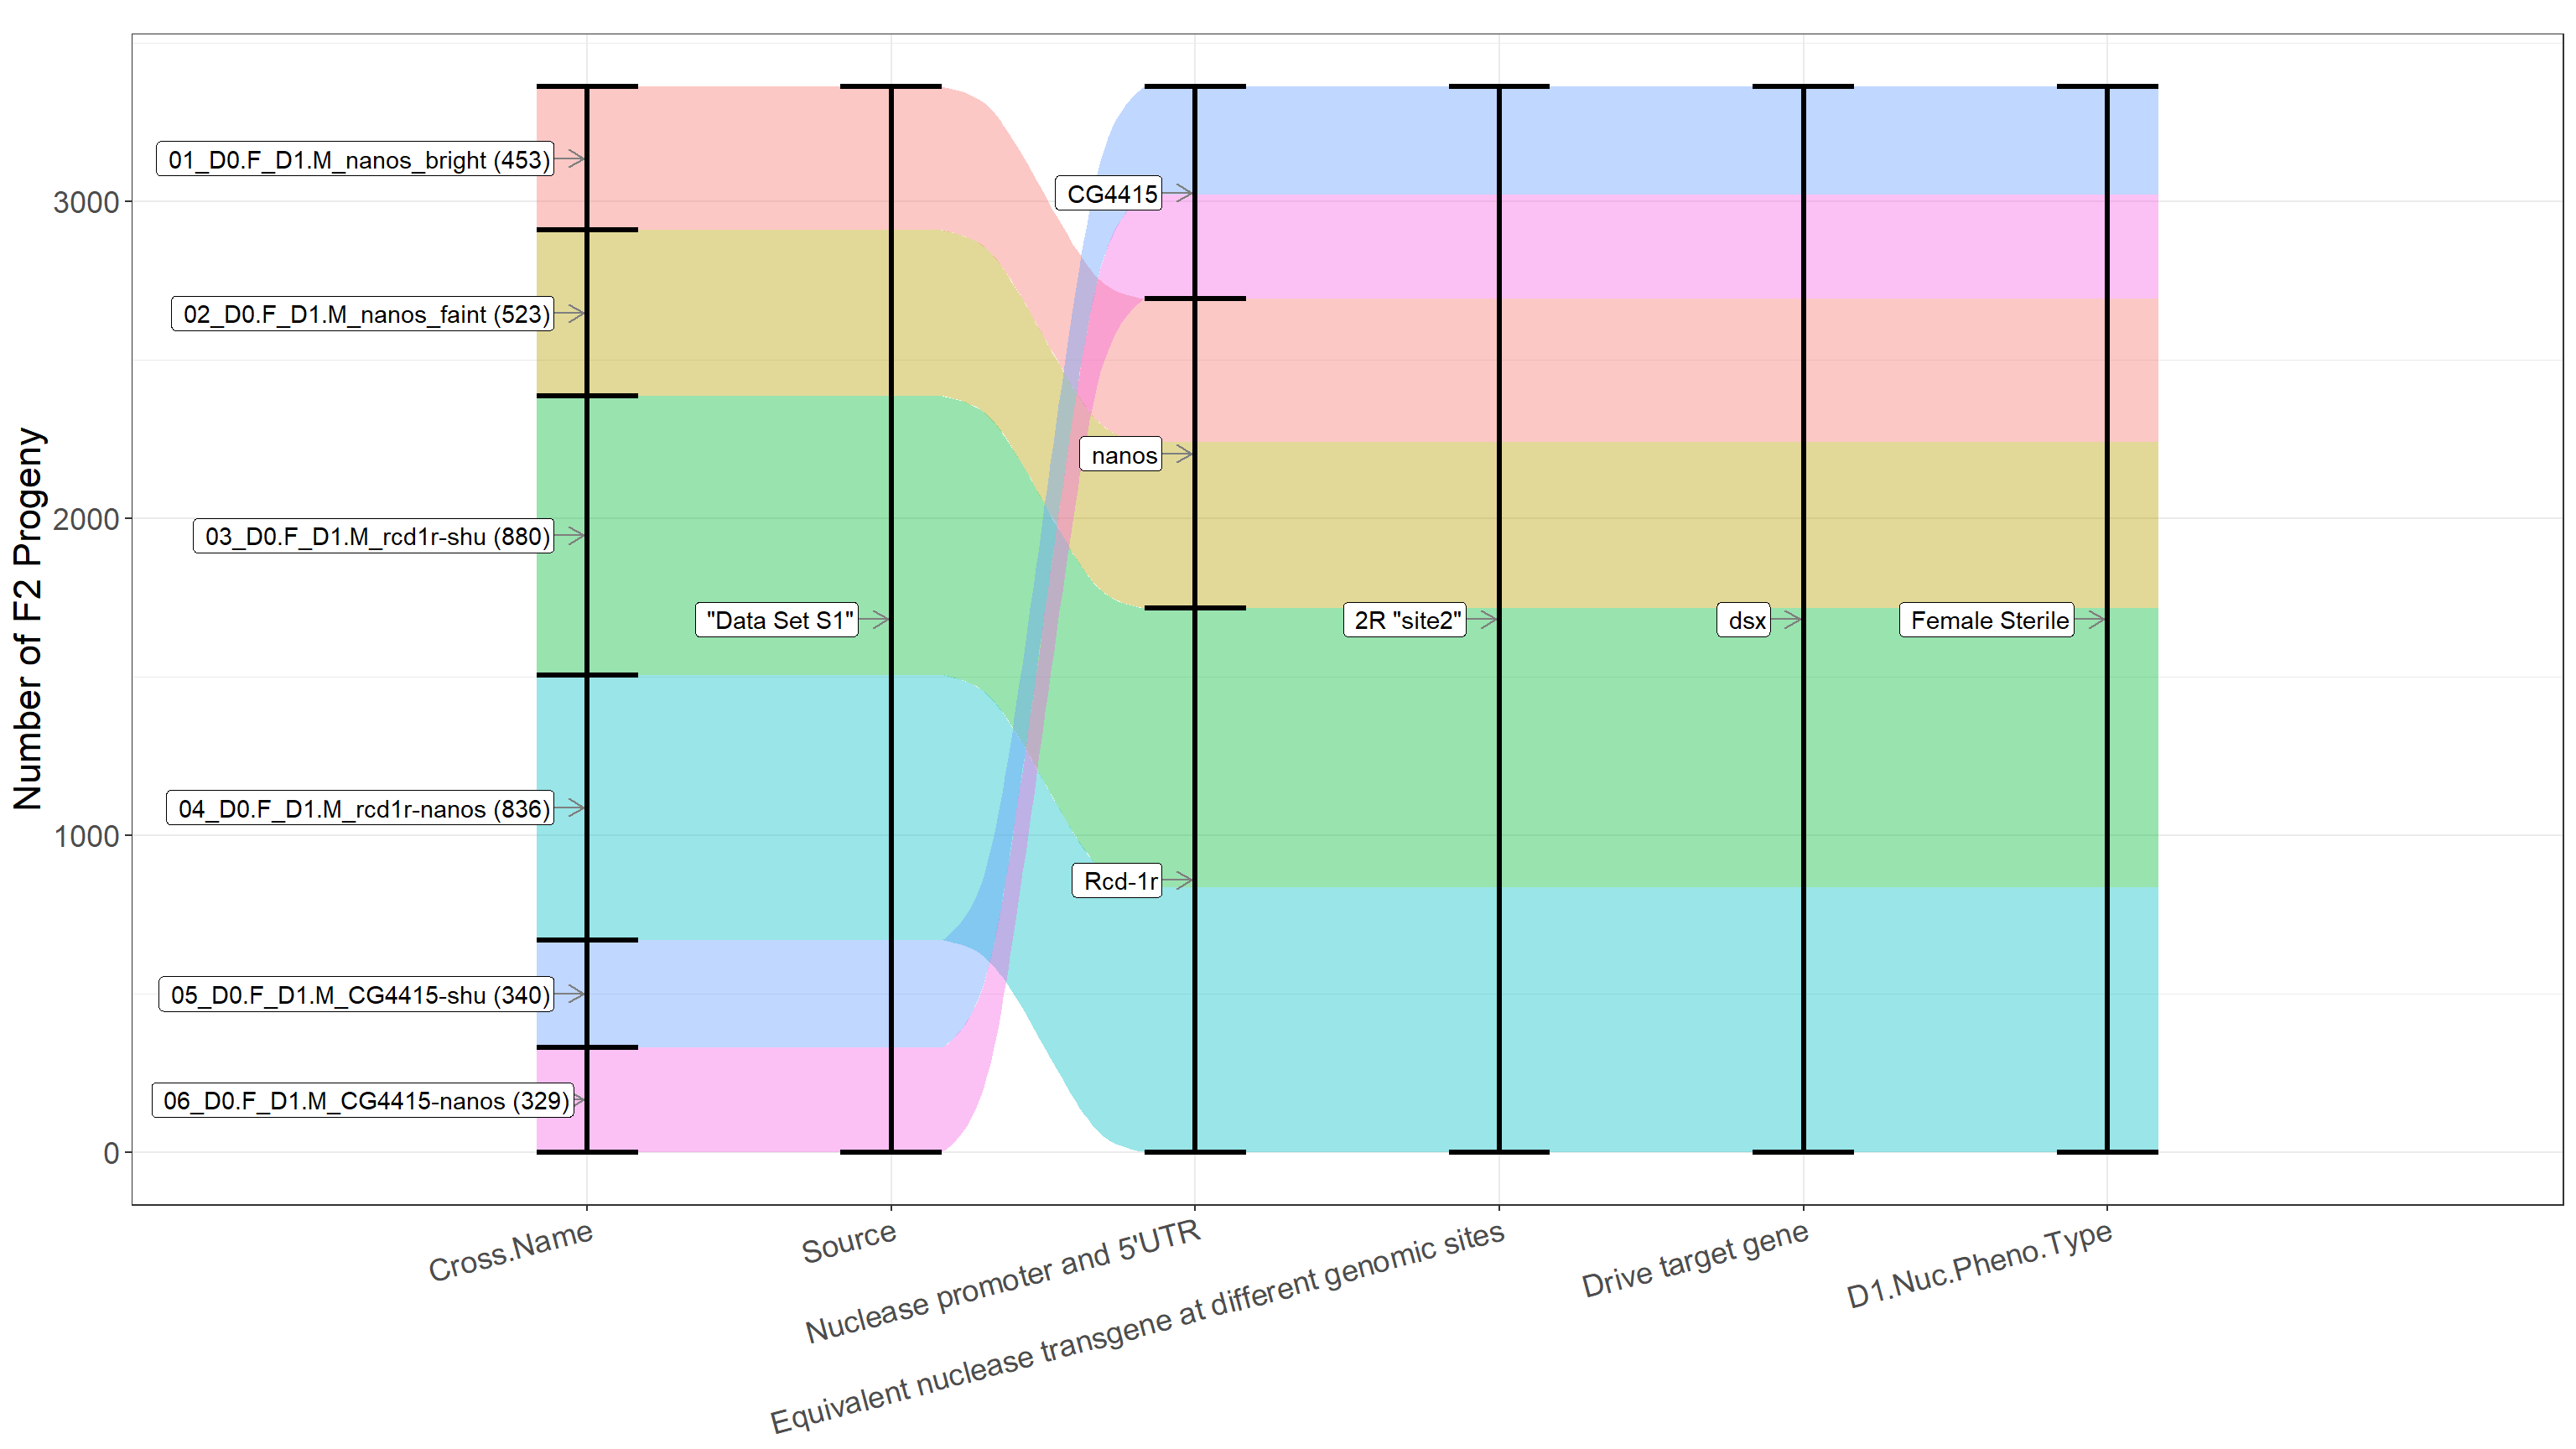 Number of F2 Progeny
3000
2000
1000
0
01_D0.F_D1.M_nanos_bright (453)
02_D0.F_D1.M_nanos_faint (523)
03_D0.F_D1.M_rcd1r-shu (880)
04_D0.F_D1.M_rcd1r-nanos (836)
05_D0.F_D1.M_CG4415-shu (340)
06_D0.F_D1.M_CG4415-nanos (329)
"Data Set S1"
CG4415
nanos
Rcd-1r
2R "site2"
dsx
Female Sterile
Cross.Name
Source
Nuclease promoter and 5'UTR
Equivalent nuclease transgene at different genomic sites
Drive target gene
D1.Nuc.Pheno.Type